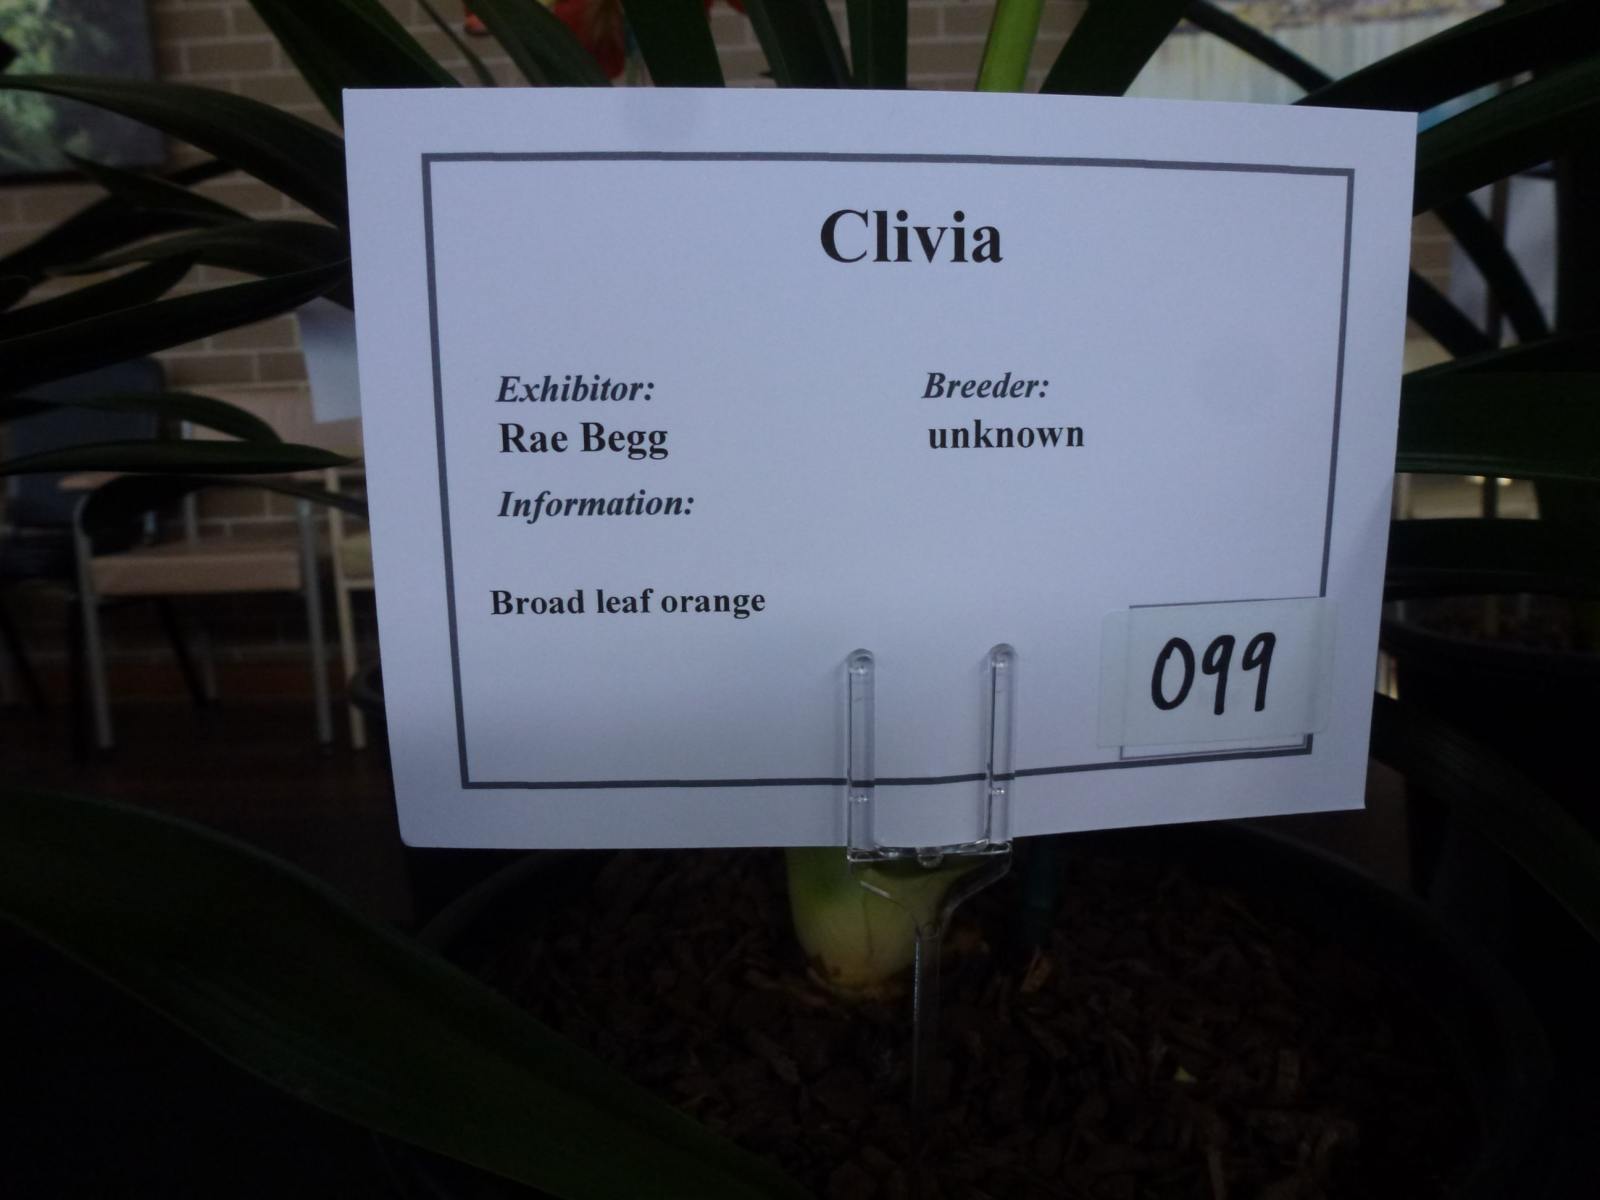 Clivia
Exhibitor: Breeder:
Rae Begg unknown
Information:
Broad leaf orange
099